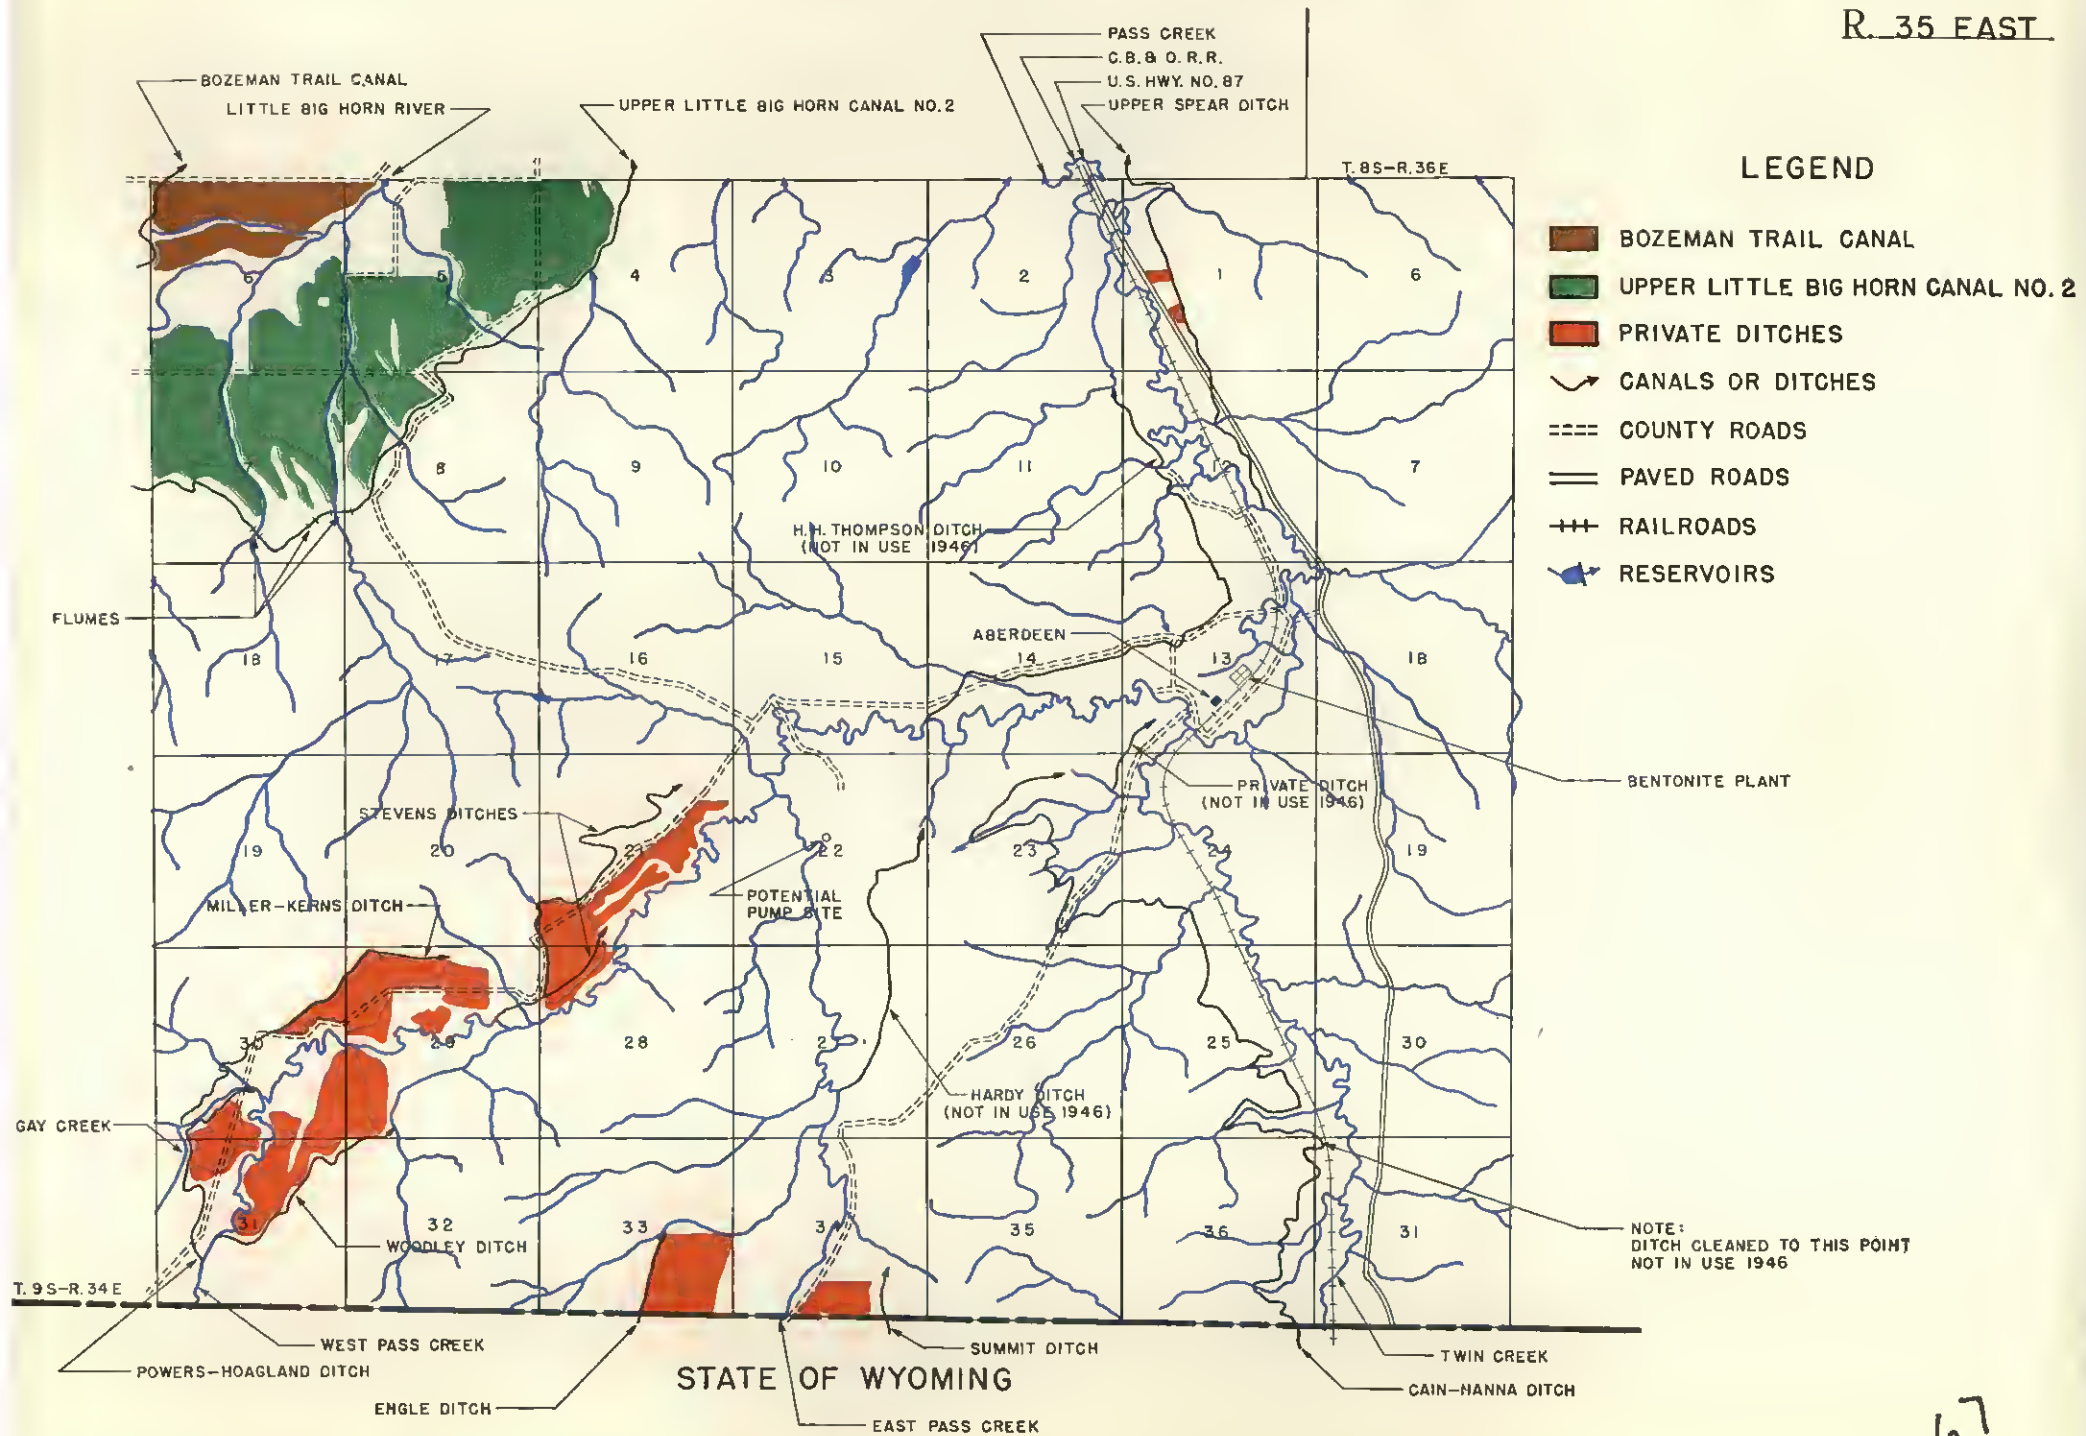 R. 35 EAST
PASS CREEK
C.B.& Q.R.R.
U.S. HWY. NO. 87
UPPER SPEAR DITCH
BOZEMAN TRAIL CANAL
LITTLE BIG HORN RIVER
UPPER LITTLE BIG HORN CANAL NO.2
T. 8S-R.36E
LEGEND
BOZEMAN TRAIL CANAL
UPPER LITTLE BIG HORN CANAL NO. 2
PRIVATE DITCHES
CANALS OR DITCHES
COUNTY ROADS
PAVED ROADS
RAILROADS
RESERVOIRS
6 5 4 3 2 1 6
8 9 10 11 12 7
H.H. THOMPSON DITCH
(NOT IN USE 1946)
FLUMES
ABERDEEN
18 17 16 15 14 13 18
PRIVATE DITCH
(NOT IN USE 1946)
BENTONITE PLANT
STEVENS DITCHES
19 20 21 22 23 24 19
MILLER-KERNS DITCH
POTENTIAL
PUMP SITE
30 29 28 27 26 25 30
HARDY DITCH
(NOT IN USE 1946)
GAY CREEK
31 32 33 34 35 36 31
WOODLEY DITCH
NOTE:
DITCH CLEANED TO THIS POINT
NOT IN USE 1946
T. 9S-R. 34E
WEST PASS CREEK
POWERS-HOAGLAND DITCH
SUMMIT DITCH
TWIN CREEK
STATE OF WYOMING
CAIN-HANNA DITCH
ENGLE DITCH
EAST PASS CREEK
67